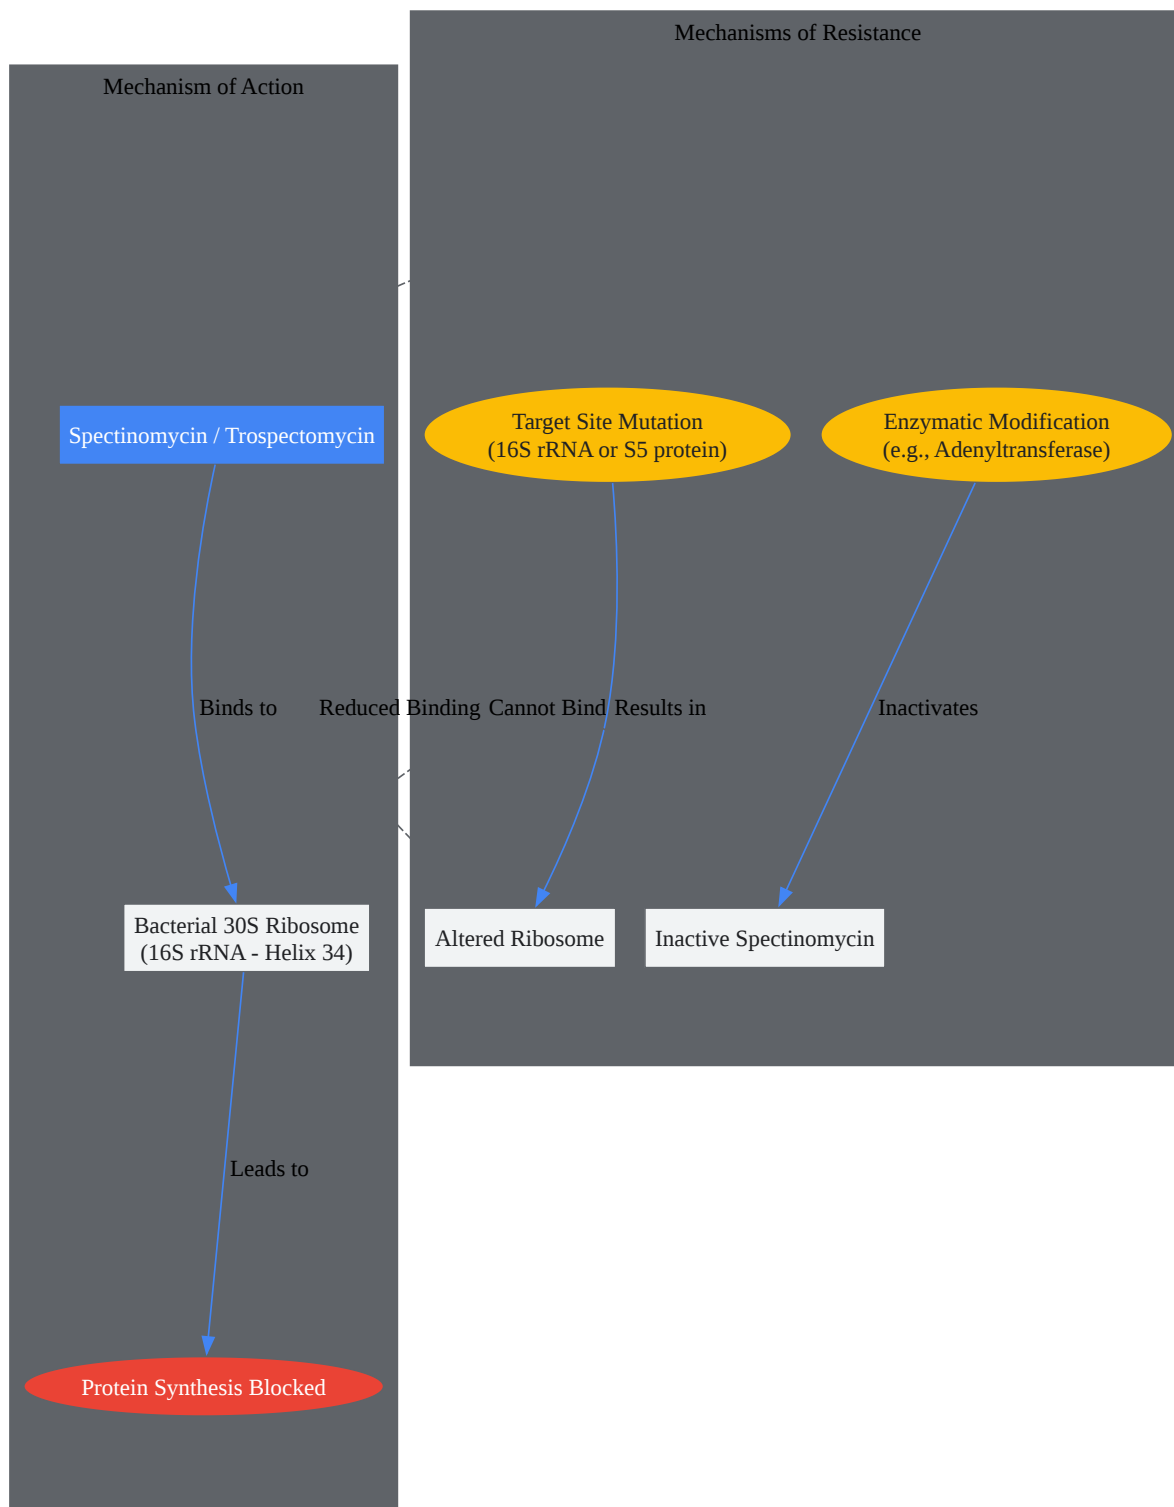 Mechanisms of Resistance
Mechanism of Action
Spectinomycin / Trospectomycin
Target Site Mutation
(16S rRNA or S5 protein)
Enzymatic Modification
(e.g., Adenyltransferase)
Binds to
Reduced Binding
Cannot Bind
Results in
Inactivates
Bacterial 30S Ribosome
(16S rRNA - Helix 34)
Altered Ribosome
Inactive Spectinomycin
Leads to
Protein Synthesis Blocked